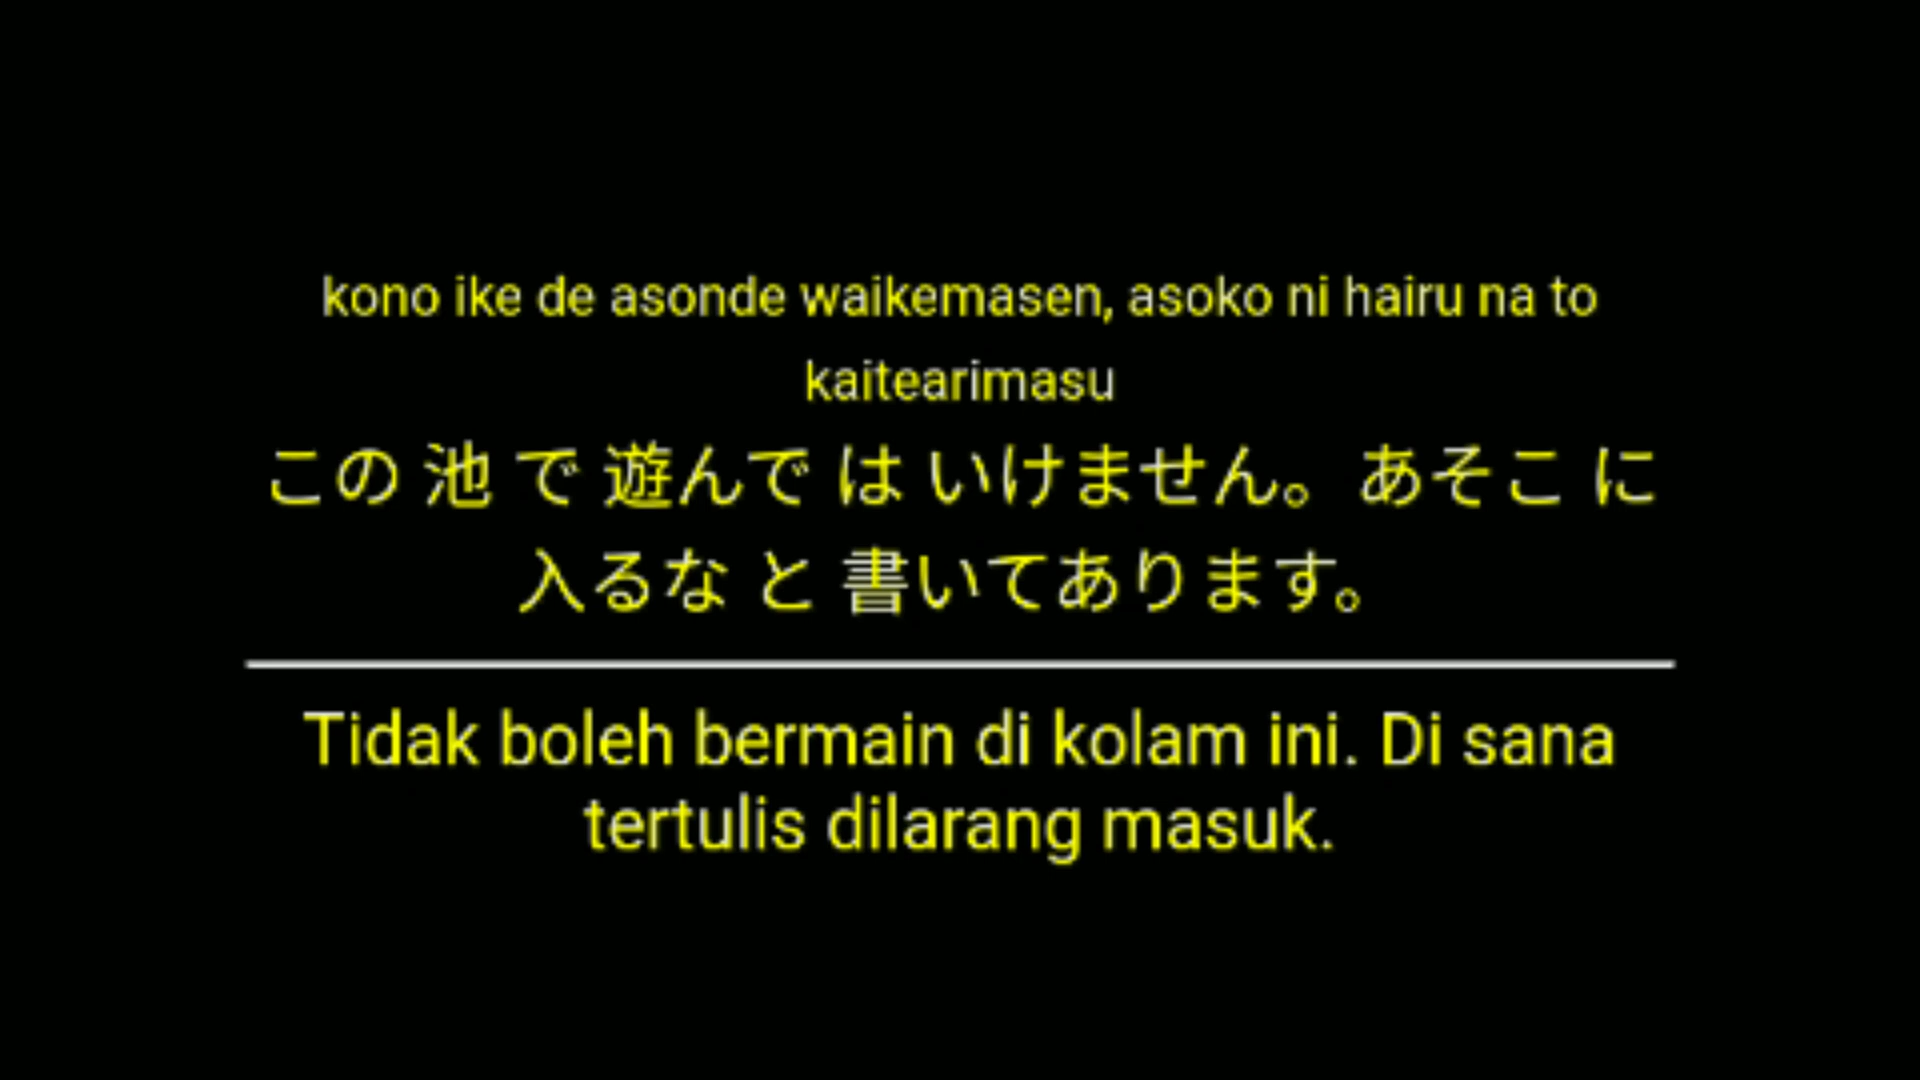 kono ike de asonde waikemasen, asoko ni hairu na to
kaitearimasu
この 池 で 遊んで は いけません。あそこ に
入るな と 書いてあります。
Tidak boleh bermain di kolam ini. Di sana
tertulis dilarang masuk.